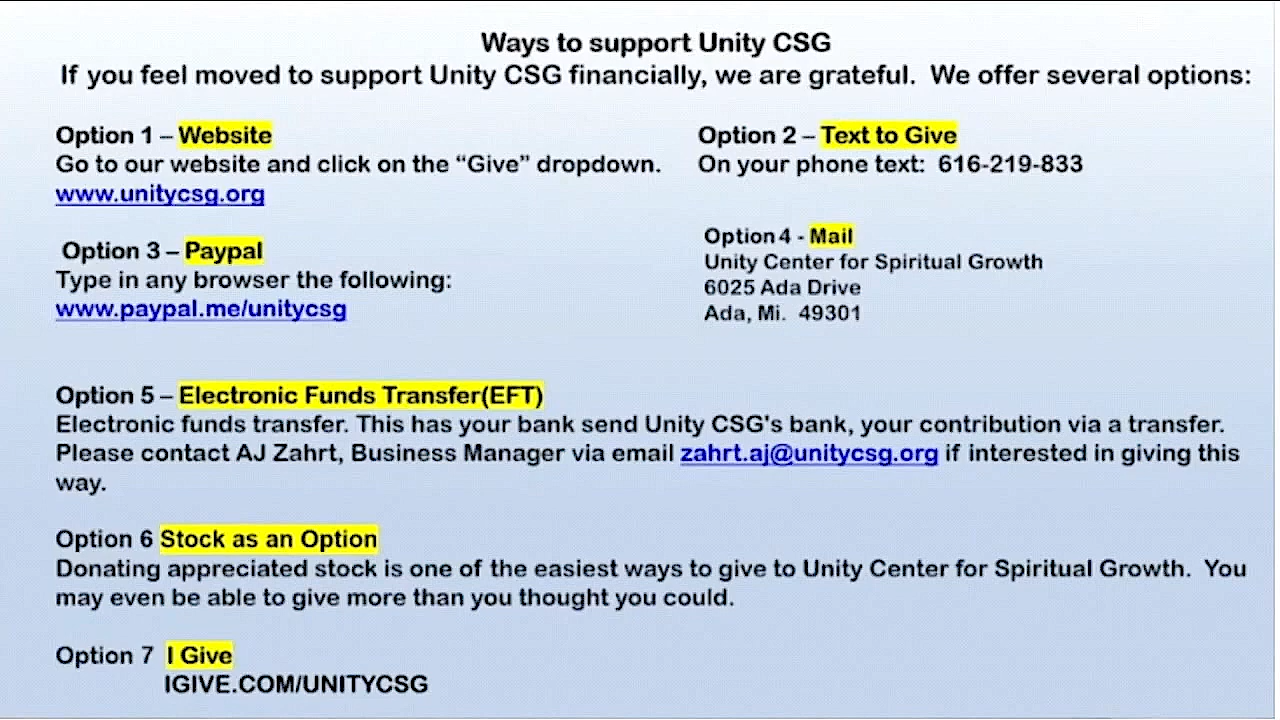 Ways to support Unity CSG
If you feel moved to support Unity CSG financially, we are grateful.  We offer several options:
Option 1 – Website
Go to our website and click on the “Give” dropdown.
www.unitycsg.org
Option 2 – Text to Give
On your phone text:  616-219-833
Option 3 – Paypal
Type in any browser the following:
www.paypal.me/unitycsg
Option 4 - Mail
Unity Center for Spiritual Growth
6025 Ada Drive
Ada, Mi.  49301
Option 5 – Electronic Funds Transfer(EFT)
Electronic funds transfer. This has your bank send Unity CSG's bank, your contribution via a transfer.
Please contact AJ Zahrt, Business Manager via email zahrt.aj@unitycsg.org if interested in giving this
way.
Option 6 Stock as an Option
Donating appreciated stock is one of the easiest ways to give to Unity Center for Spiritual Growth.  You
may even be able to give more than you thought you could.
Option 7  I Give
IGIVE.COM/UNITYCSG